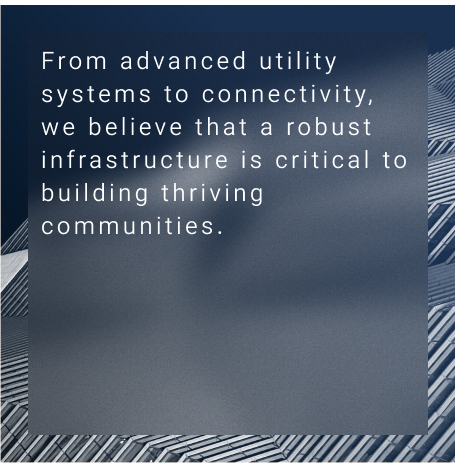 From advanced utility
systems to connectivity,
we believe that a robust
infrastructure is critical to
building thriving
communities.